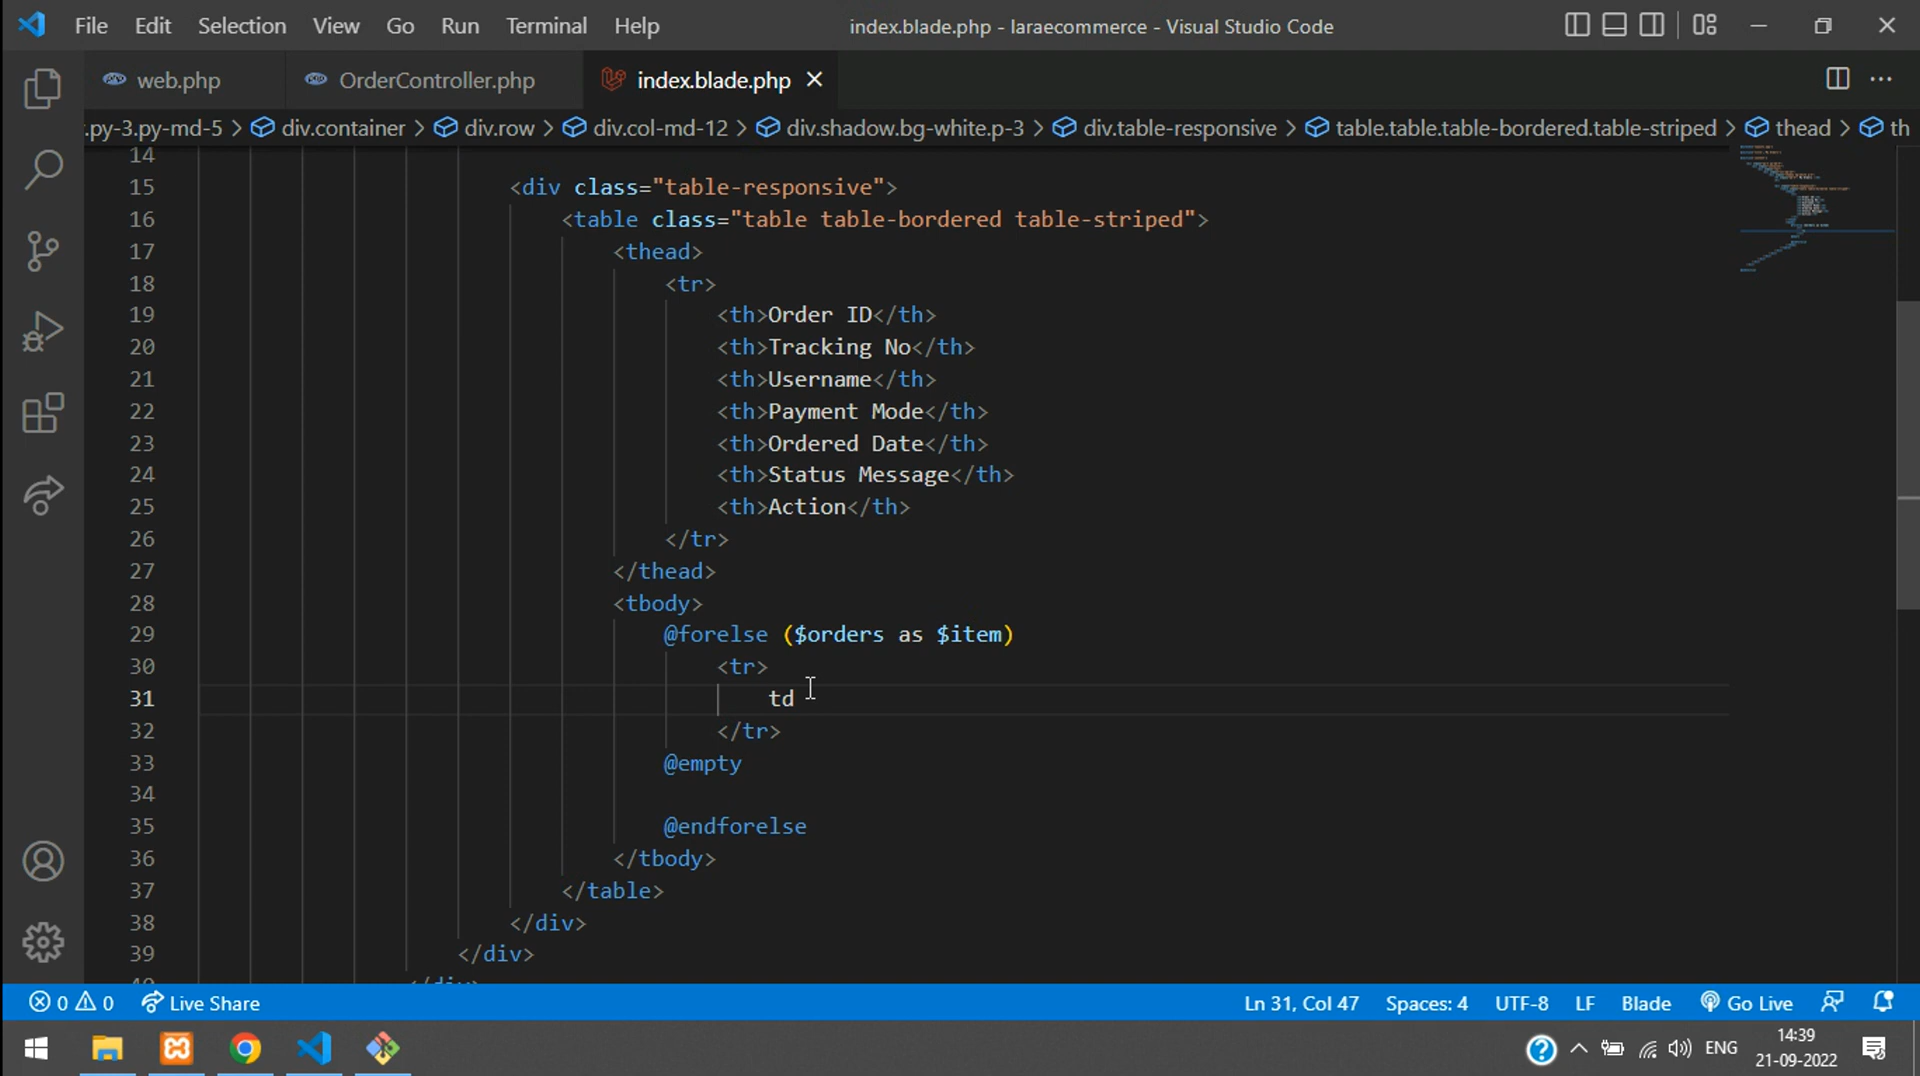 File Edit Selection View Go Run Terminal Help index.blade.php - laraecommerce - Visual Studio Code
web.php OrderController.php index.blade.php
.py-3.py-md-5 > div.container > div.row > div.col-md-12 > div.shadow.bg-white.p-3 > div.table-responsive > table.table.table-bordered.table-striped > thead > th
14
15 <div class="table-responsive">
16 <table class="table table-bordered table-striped">
17 <thead>
18 <tr>
19 <th>Order ID</th>
20 <th>Tracking No</th>
21 <th>Username</th>
22 <th>Payment Mode</th>
23 <th>Ordered Date</th>
24 <th>Status Message</th>
25 <th>Action</th>
26 </tr>
27 </thead>
28 <tbody>
29 @forelse ($orders as $item)
30 <tr>
31 td
32 </tr>
33 @empty
34
35 @endforelse
36 </tbody>
37 </table>
38 </div>
39 </div>
0 0 Live Share Ln 31, Col 47 Spaces: 4 UTF-8 LF Blade Go Live
ENG 14:39
21-09-2022